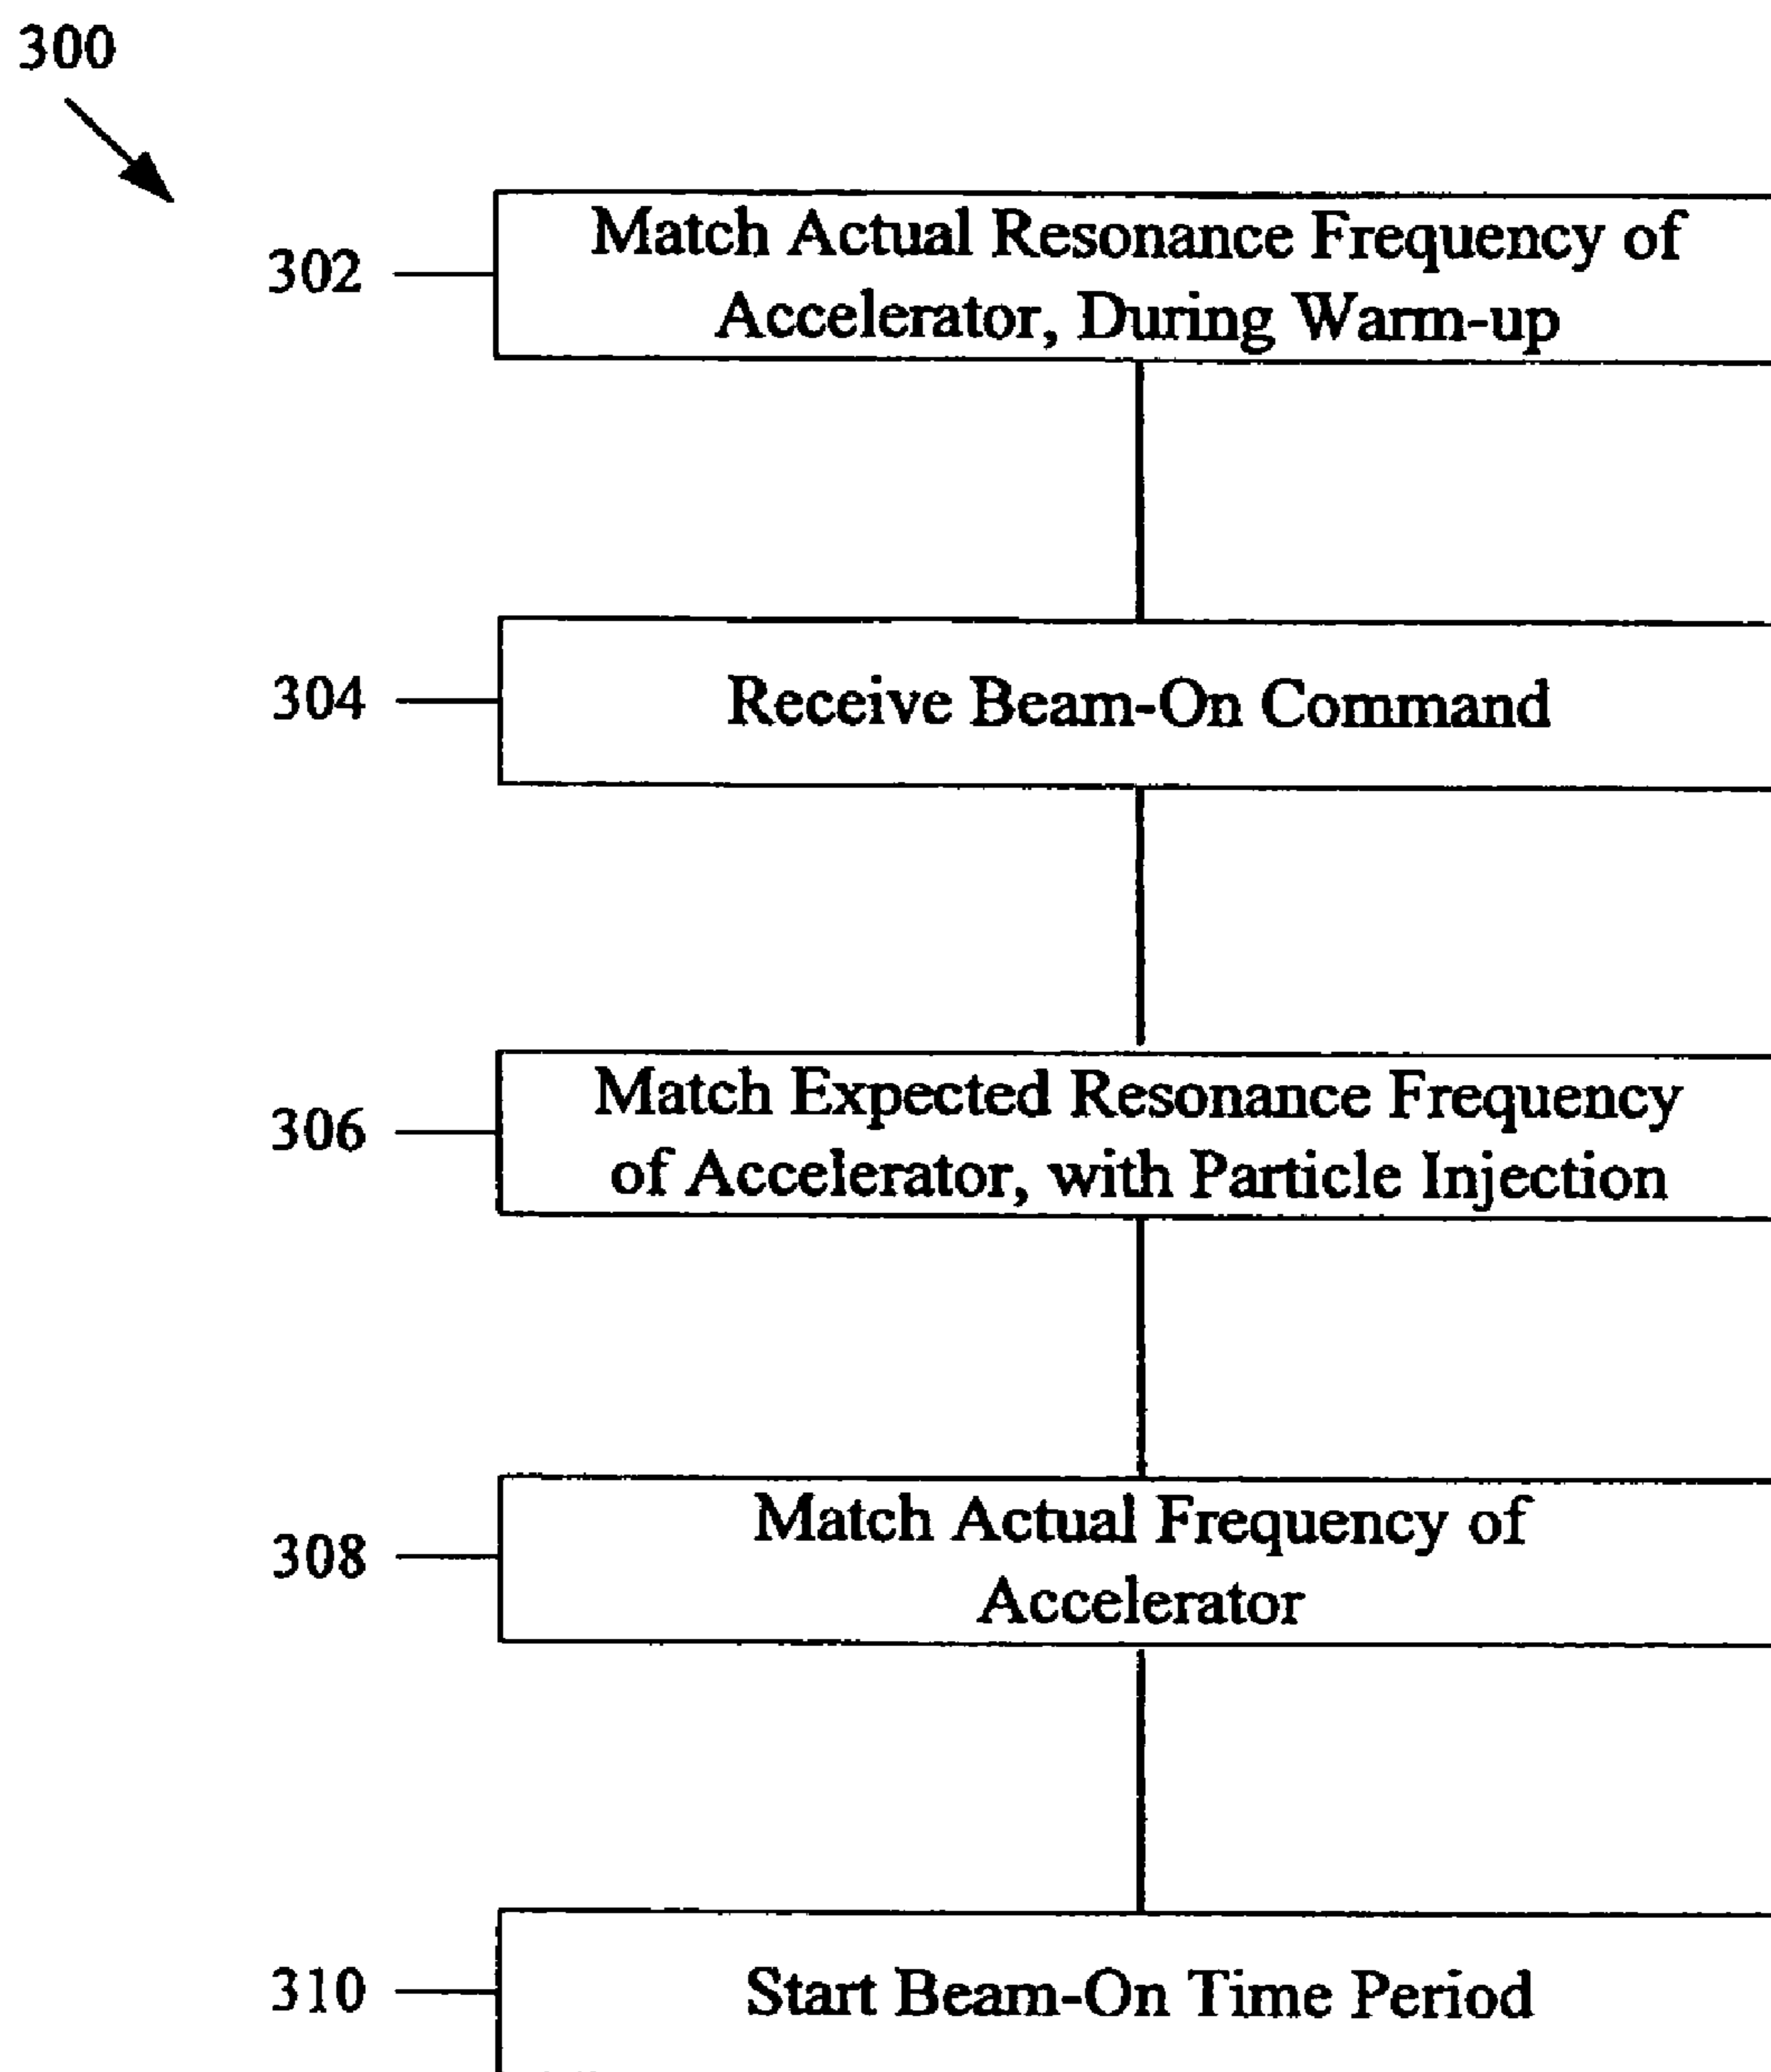 300
302
Match Actual Resonance Frequency of
Accelerator, During Warm-up
304
Receive Beam-On Command
306
Match Expected Resonance Frequency
of Accelerator, with Particle Injection
308
Match Actual Frequency of
Accelerator
310
Start Beam-On Time Period